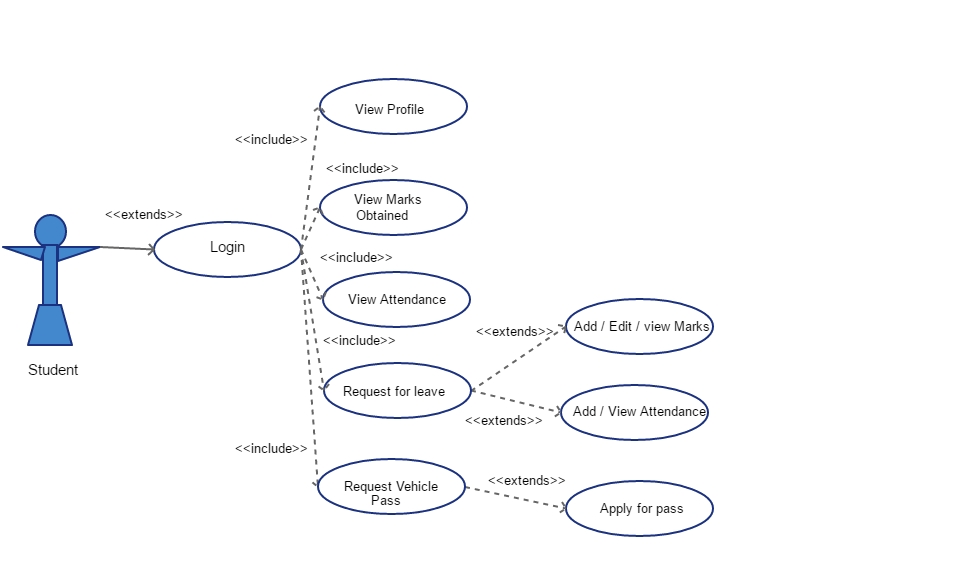 View Profile
<<include>>
<<include>>
View Marks
Obtained
<<extends>>
Login
<<include>>
View Attendance
<<extends>>
Add / Edit / view Marks
<<include>>
Student
Request for leave
Add / View Attendance
<<extends>>
<<include>>
Request Vehicle
Pass
<<extends>>
Apply for pass